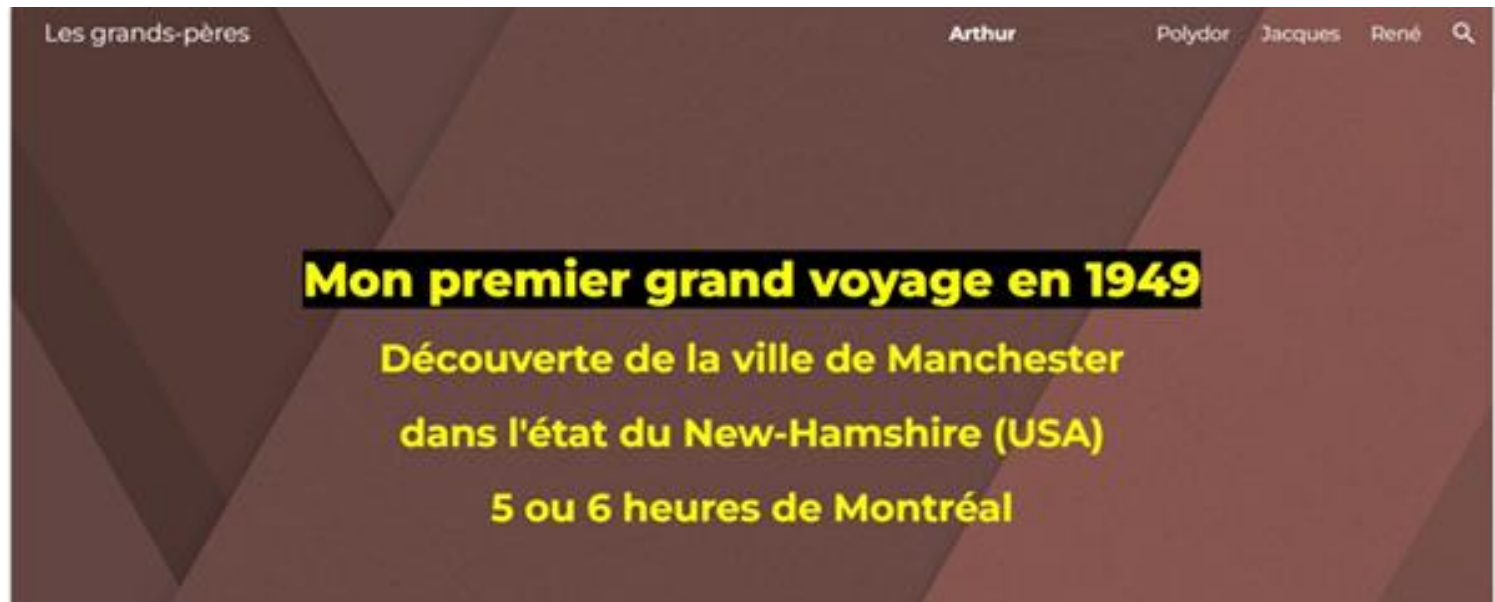 Les grands-pères
Arthur Polydor Jacques René
Mon premier grand voyage en 1949
Découverte de la ville de Manchester
dans l'état du New-Hamshire (USA)
5 ou 6 heures de Montréal